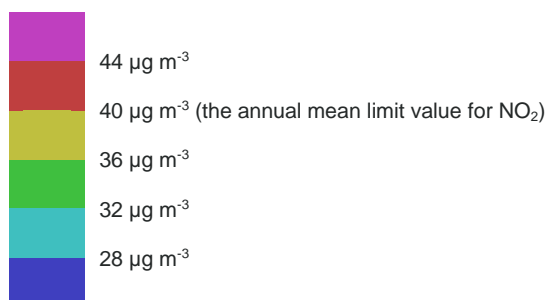 44 µg m⁻³
40 µg m⁻³ (the annual mean limit value for NO₂)
36 µg m⁻³
32 µg m⁻³
28 µg m⁻³